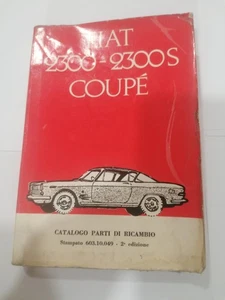 FIAT
2300 - 2300 S
COUPÉ
CATALOGO PARTI DI RICAMBIO
Stampato 603.10.049 - 2ª edizione